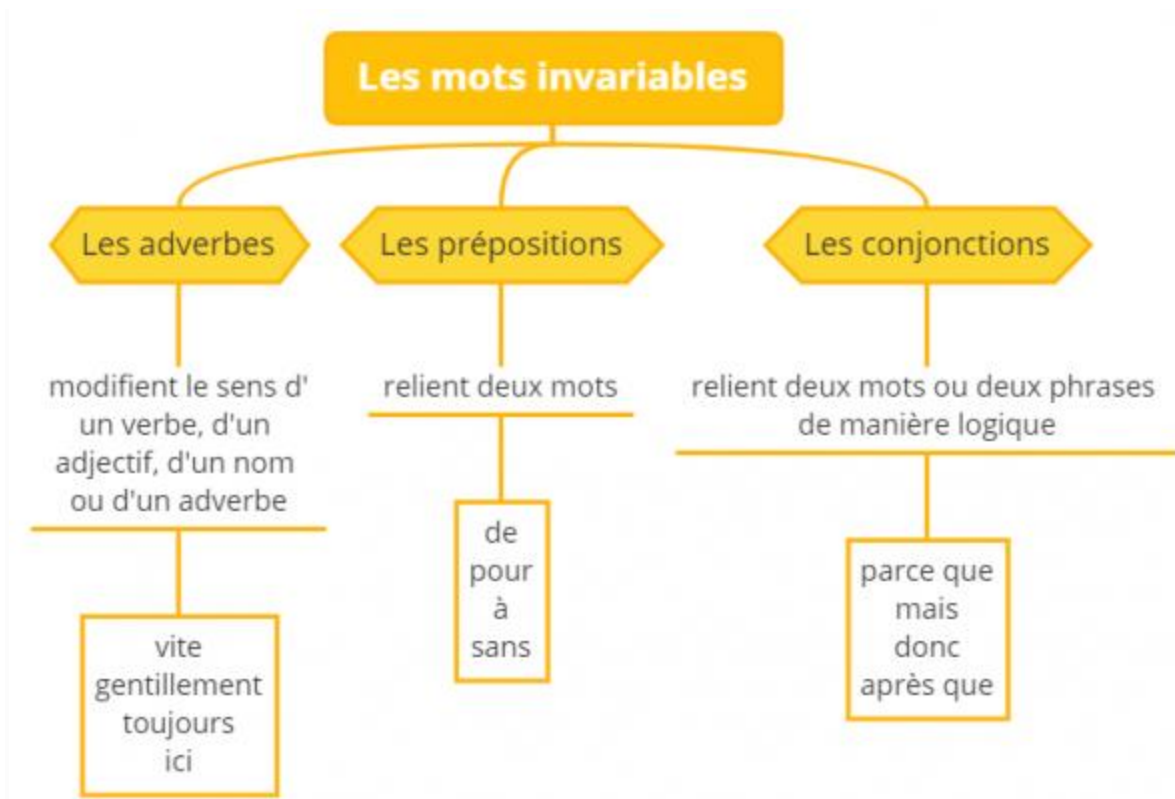 Les mots invariables
Les adverbes
modifient le sens d'
un verbe, d'un
adjectif, d'un nom
ou d'un adverbe
vite
gentillement
toujours
ici
Les prépositions
relient deux mots
de
pour
à
sans
Les conjonctions
relient deux mots ou deux phrases
de manière logique
parce que
mais
donc
après que